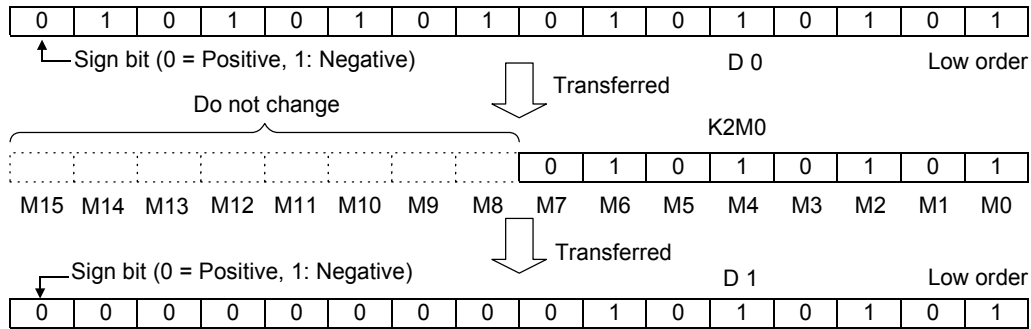 0 1 0 1 0 1 0 1 0 1 0 1 0 1 0 1
Sign bit (0 = Positive, 1: Negative) D 0 Low order
Transferred
Do not change
K2M0
0 1 0 1 0 1 0 1
M15 M14 M13 M12 M11 M10 M9 M8 M7 M6 M5 M4 M3 M2 M1 M0
Transferred
Sign bit (0 = Positive, 1: Negative) D 1 Low order
0 0 0 0 0 0 0 0 0 1 0 1 0 1 0 1